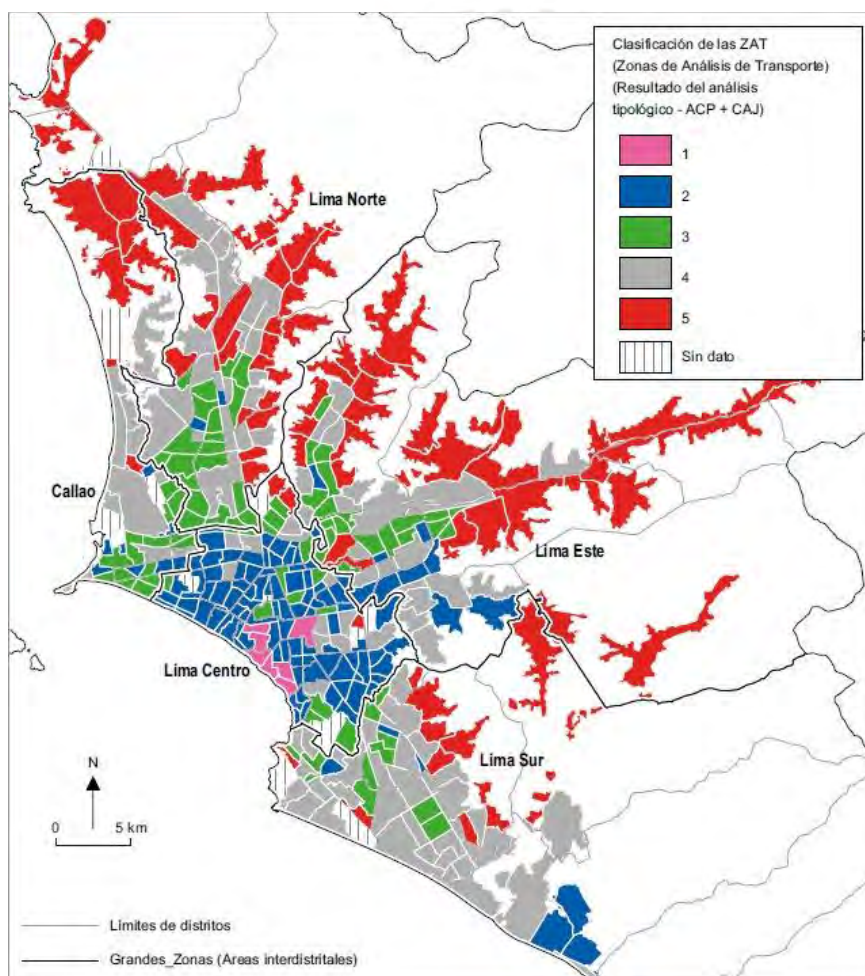 Clasificación de las ZAT
(Zonas de Análisis de Transporte)
(Resultado del análisis
tipológico - ACP + CAJ)
1
2
3
4
5
Sin dato
Lima Norte
Callao
Lima Este
Lima Centro
Lima Sur
N
0 5 km
Límites de distritos
Grandes_Zonas (Areas interdistritales)